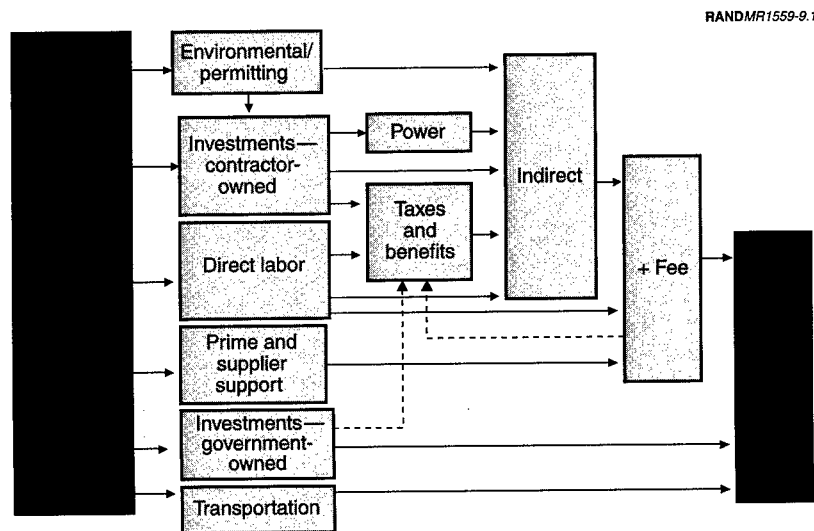 RANDMR1559-9.1
Environmental/
permitting
Investments—
contractor-
owned
Power
Indirect
Taxes
and
benefits
Direct labor
+ Fee
Prime and
supplier
support
Investments—
government-
owned
Transportation